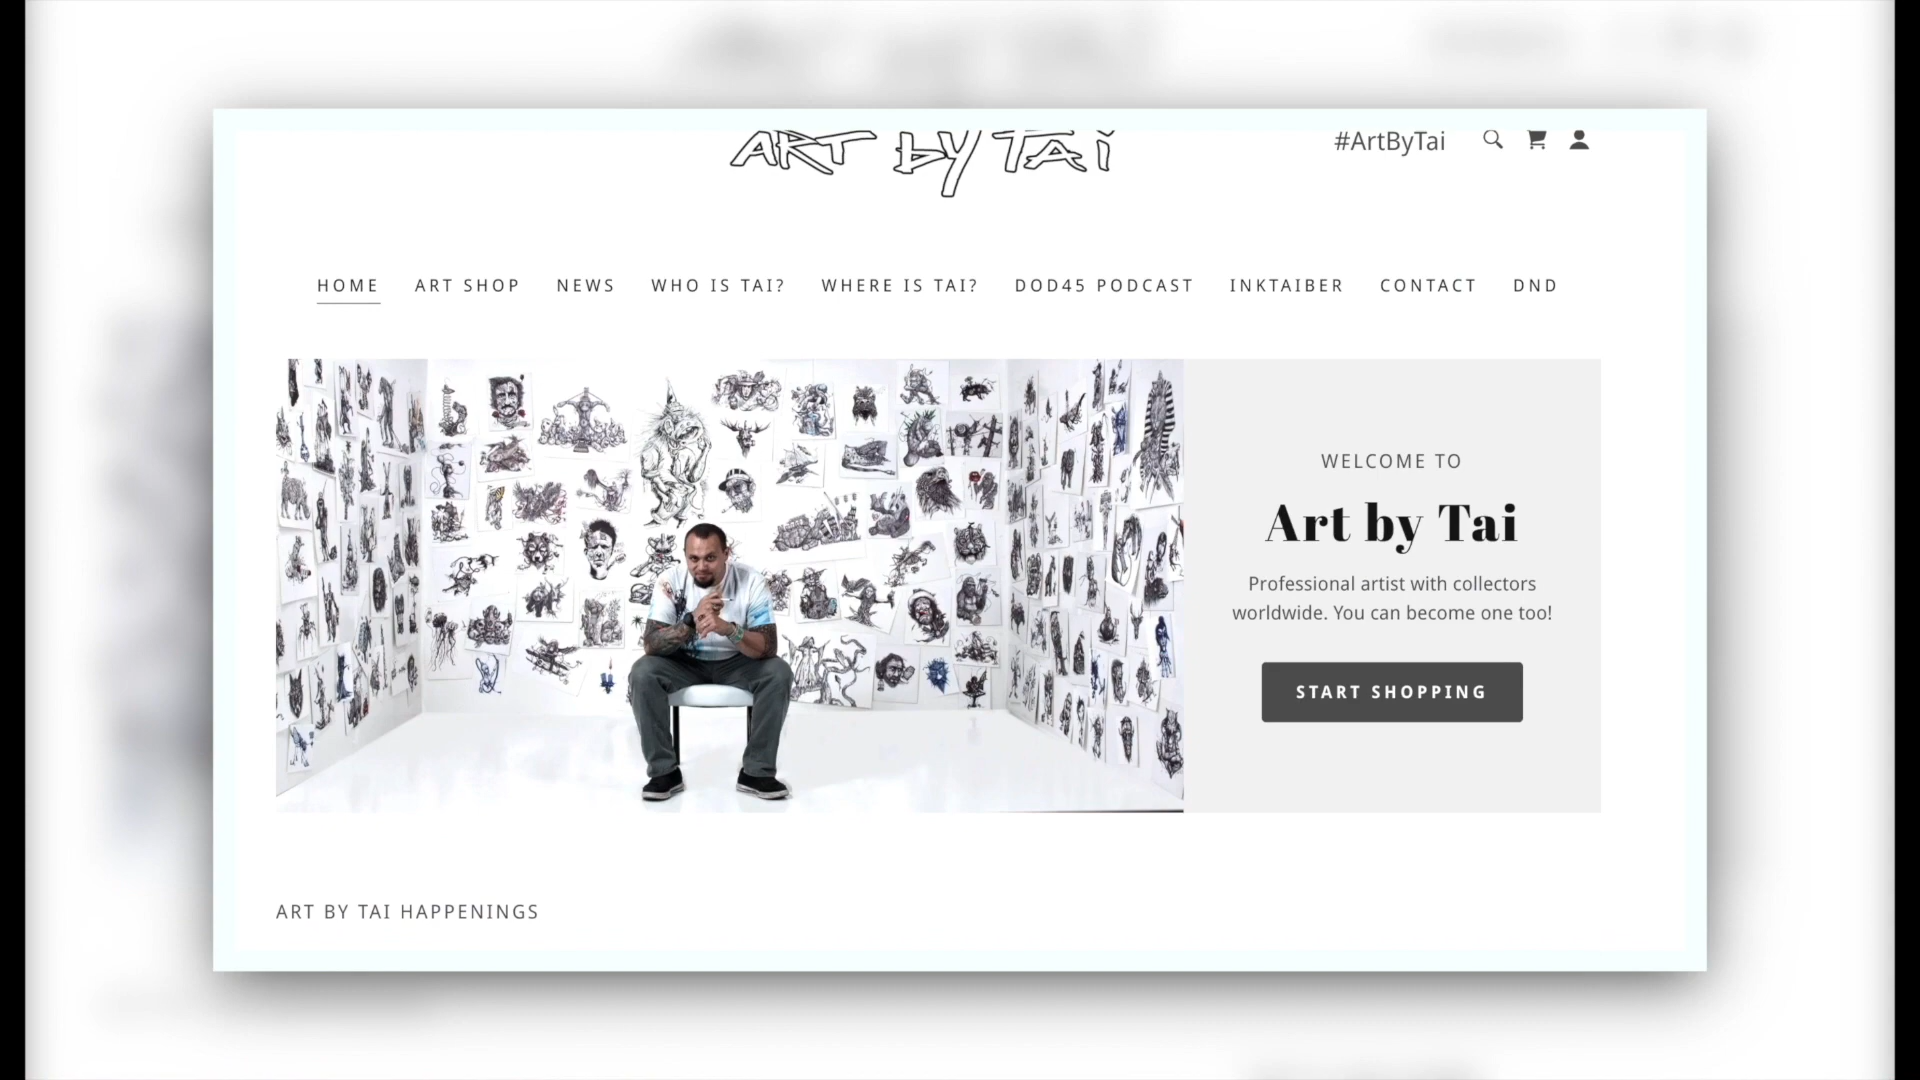 ART by TAi
#ArtByTai
HOME ART SHOP NEWS WHO IS TAI? WHERE IS TAI? DOD45 PODCAST INKTAIBER CONTACT DND
WELCOME TO
Art by Tai
Professional artist with collectors
worldwide. You can become one too!
START SHOPPING
ART BY TAI HAPPENINGS